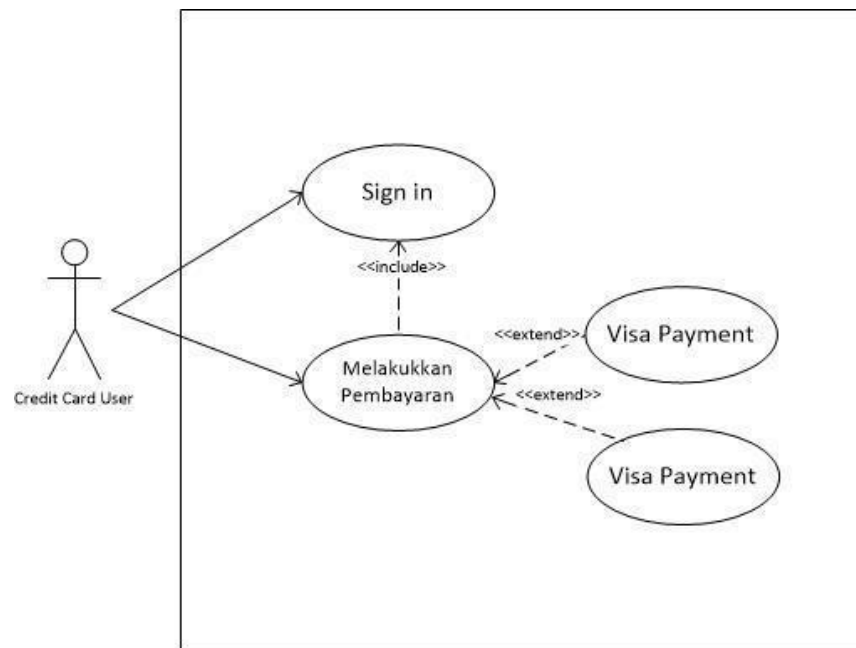 Sign in
<<include>>
Credit Card User
Melakukkan
Pembayaran
<<extend>>
Visa Payment
<<extend>>
Visa Payment